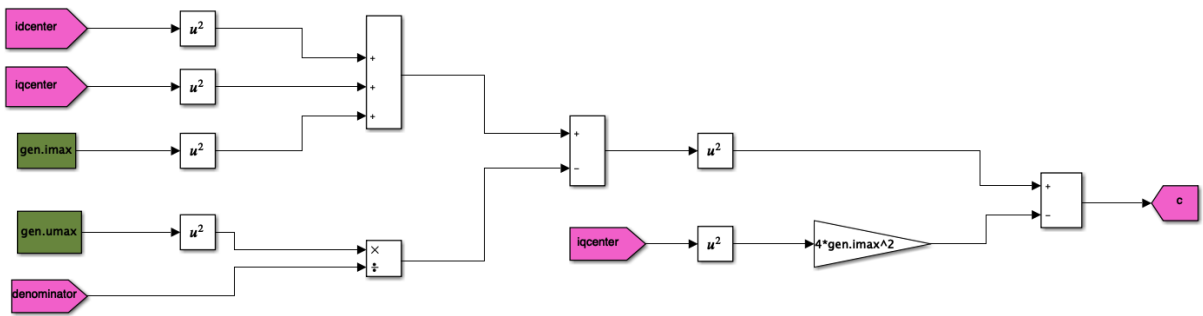 idcenter
u²
+
iqcenter
u²
+
gen.imax
u²
+
+
−
u²
+
−
c
gen.umax
u²
×
÷
denominator
iqcenter
u²
4*gen.imax^2